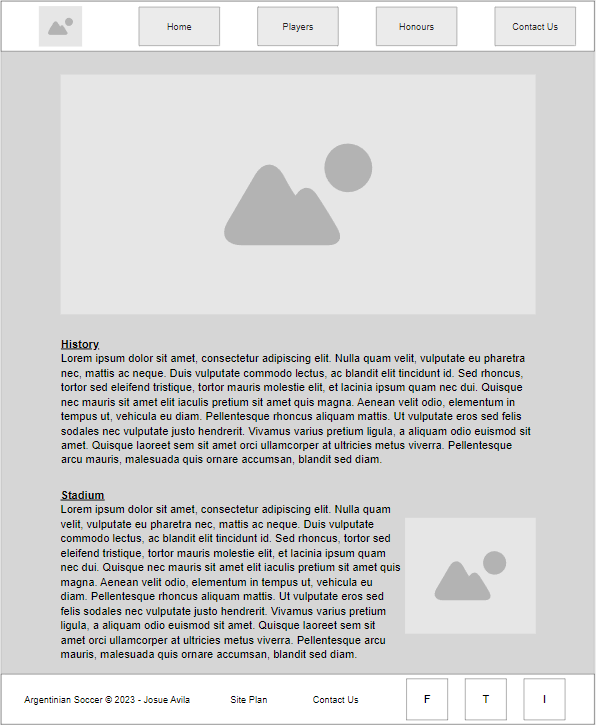 Home
Players
Honours
Contact Us
History
Lorem ipsum dolor sit amet, consectetur adipiscing elit. Nulla quam velit, vulputate eu pharetra
nec, mattis ac neque. Duis vulputate commodo lectus, ac blandit elit tincidunt id. Sed rhoncus,
tortor sed eleifend tristique, tortor mauris molestie elit, et lacinia ipsum quam nec dui. Quisque
nec mauris sit amet elit iaculis pretium sit amet quis magna. Aenean velit odio, elementum in
tempus ut, vehicula eu diam. Pellentesque rhoncus aliquam mattis. Ut vulputate eros sed felis
sodales nec vulputate justo hendrerit. Vivamus varius pretium ligula, a aliquam odio euismod sit
amet. Quisque laoreet sem sit amet orci ullamcorper at ultricies metus viverra. Pellentesque
arcu mauris, malesuada quis ornare accumsan, blandit sed diam.
Stadium
Lorem ipsum dolor sit amet, consectetur adipiscing elit. Nulla quam
velit, vulputate eu pharetra nec, mattis ac neque. Duis vulputate
commodo lectus, ac blandit elit tincidunt id. Sed rhoncus, tortor sed
eleifend tristique, tortor mauris molestie elit, et lacinia ipsum quam
nec dui. Quisque nec mauris sit amet elit iaculis pretium sit amet quis
magna. Aenean velit odio, elementum in tempus ut, vehicula eu
diam. Pellentesque rhoncus aliquam mattis. Ut vulputate eros sed
felis sodales nec vulputate justo hendrerit. Vivamus varius pretium
ligula, a aliquam odio euismod sit amet. Quisque laoreet sem sit
amet orci ullamcorper at ultricies metus viverra. Pellentesque arcu
mauris, malesuada quis ornare accumsan, blandit sed diam.
Argentinian Soccer © 2023 - Josue Avila
Site Plan
Contact Us
F
T
I